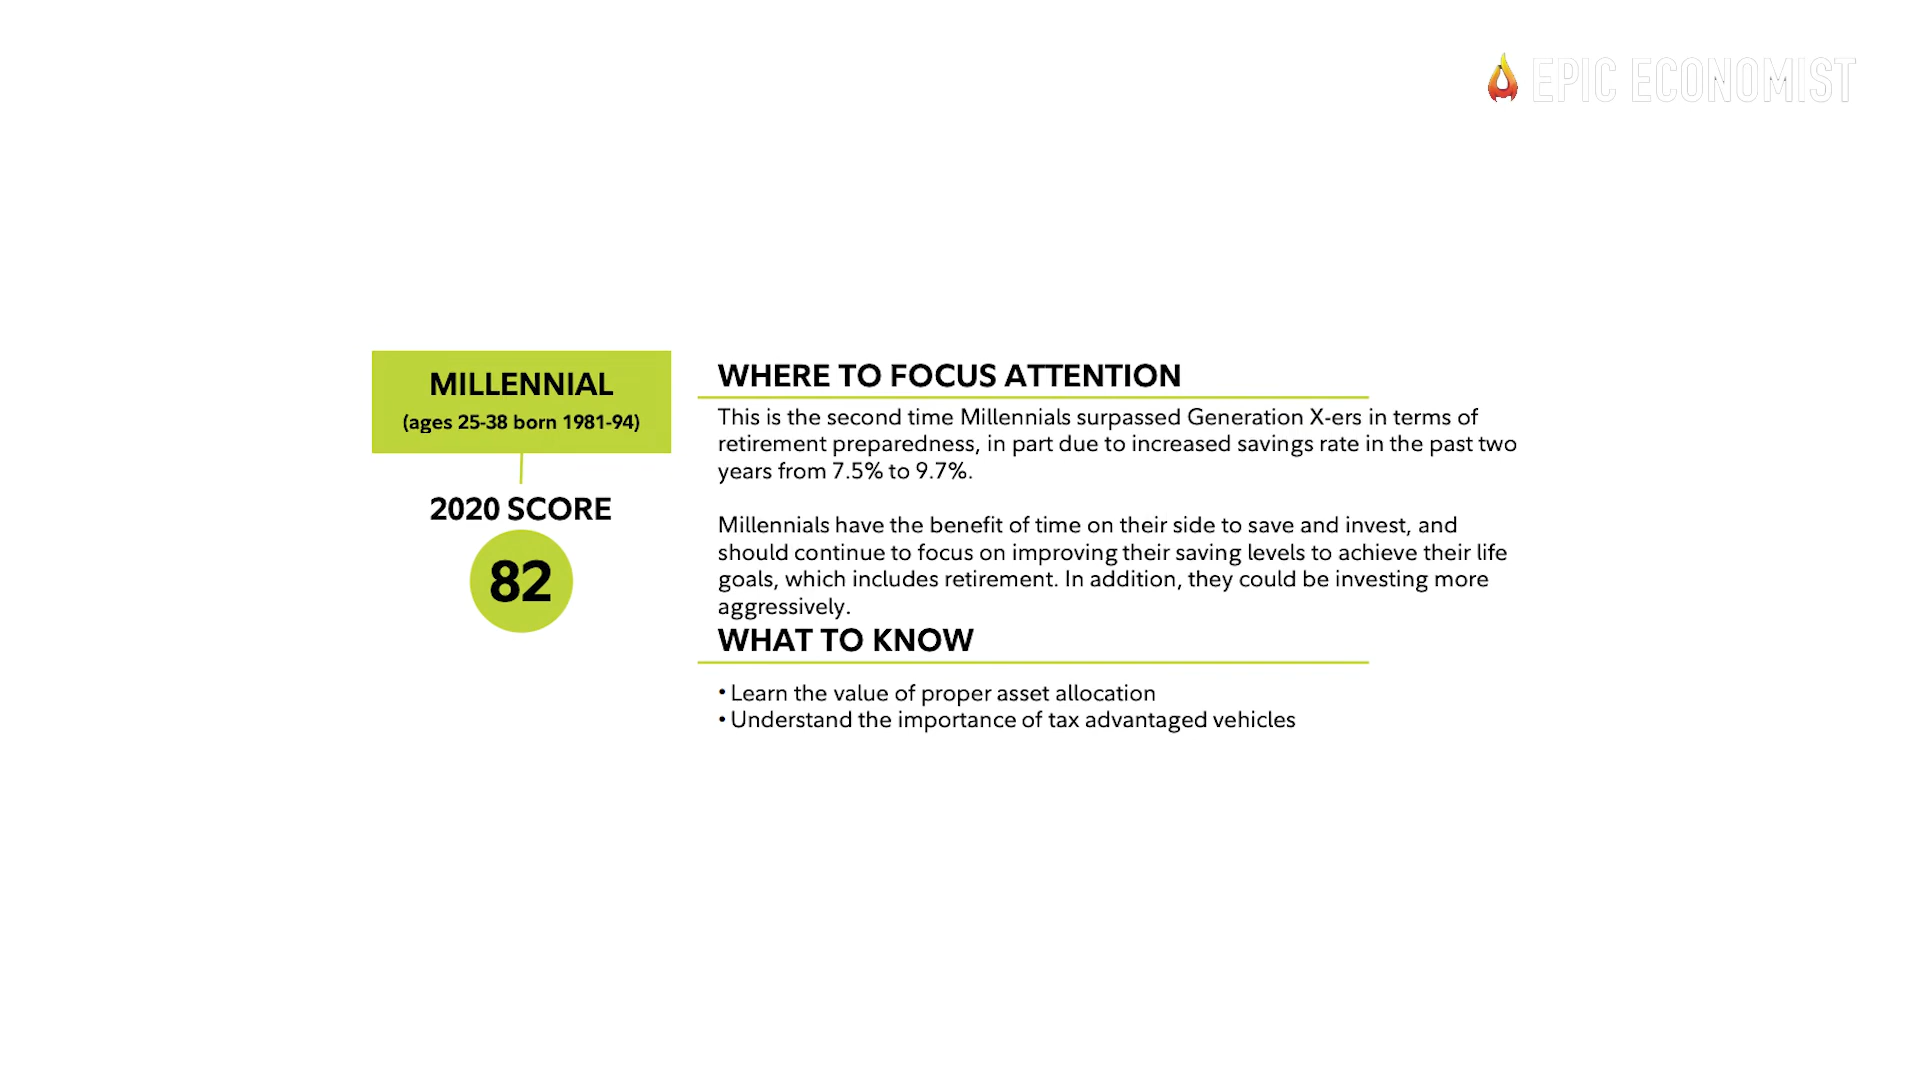 EPIC ECONOMIST
MILLENNIAL
(ages 25-38 born 1981-94)
2020 SCORE
82
WHERE TO FOCUS ATTENTION
This is the second time Millennials surpassed Generation X-ers in terms of
retirement preparedness, in part due to increased savings rate in the past two
years from 7.5% to 9.7%.
Millennials have the benefit of time on their side to save and invest, and
should continue to focus on improving their saving levels to achieve their life
goals, which includes retirement. In addition, they could be investing more
aggressively.
WHAT TO KNOW
• Learn the value of proper asset allocation
• Understand the importance of tax advantaged vehicles